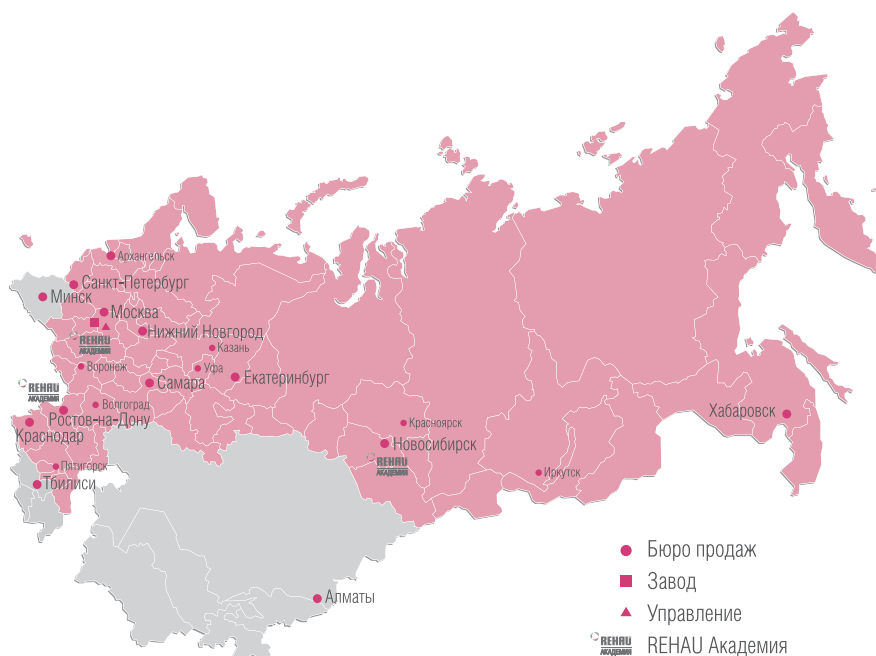 Архангельск
Санкт-Петербург
Минск
Москва
Нижний Новгород
REHAU
АКАДЕМИЯ
Казань
Воронеж
Уфа
Екатеринбург
Самара
REHAU
АКАДЕМИЯ
Волгоград
Ростов-на-Дону
Краснодар
Хабаровск
Красноярск
Новосибирск
REHAU
АКАДЕМИЯ
Пятигорск
Иркутск
Тбилиси
Алматы
Бюро продаж
Завод
Управление
REHAU
АКАДЕМИЯ
REHAU Академия